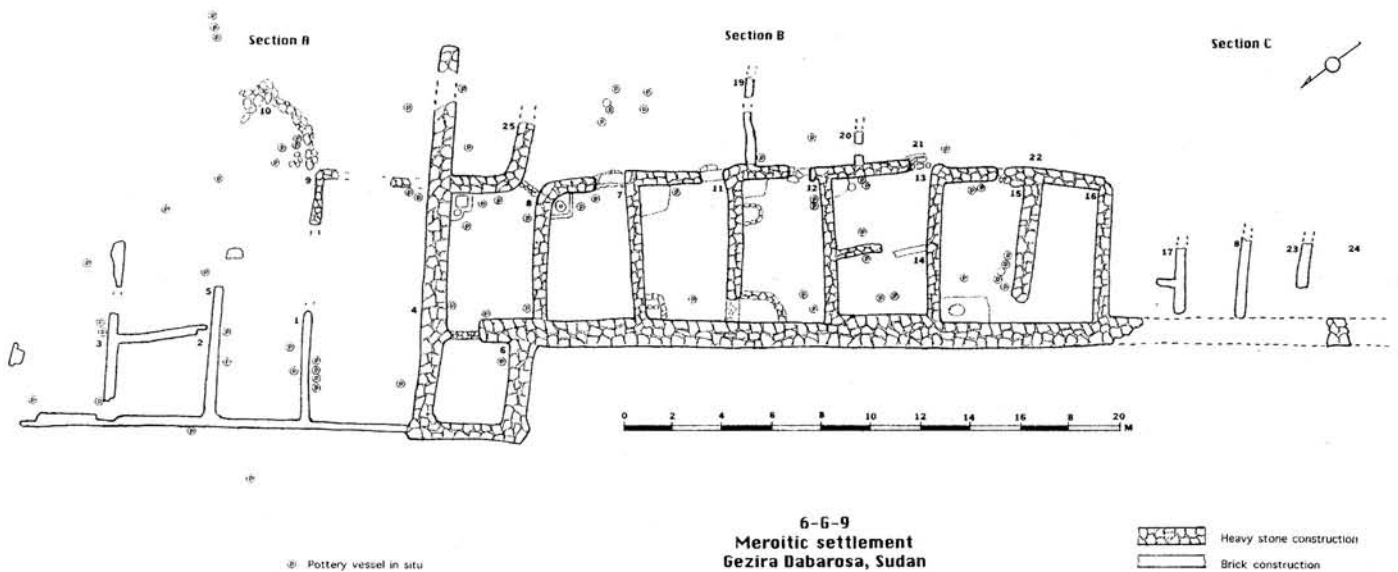 Section A
Section B
Section C
19
10
25
20
21
22
9
7
11
12
13
15
16
8
5
14
17
8
23
24
4
3
2
1
6
0 2 4 6 8 10 12 14 16 8 20
M
6-G-9
Meroitic settlement
Gezira Dabarosa, Sudan
Heavy stone construction
Brick construction
P Pottery vessel in situ